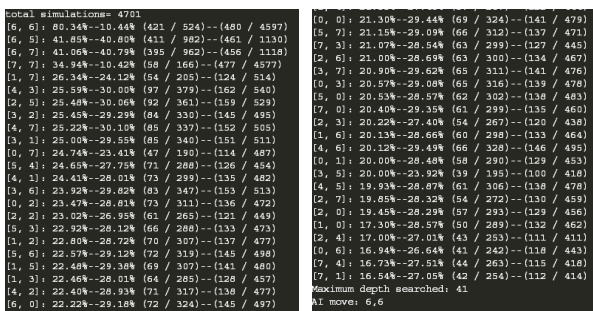 total simulations= 4701
[6, 6]: 80.34%--10.44% (421 / 524)--(480 / 4597)
[6, 5]: 41.85%--40.80% (411 / 982)--(461 / 1130)
[6, 7]: 41.06%--40.79% (395 / 962)--(456 / 1118)
[7, 7]: 34.94%--10.42% (58 / 166)--(477 / 4577)
[1, 0]: 26.34%--24.12% (54 / 205)--(124 / 514)
[4, 3]: 25.59%--30.00% (97 / 379)--(162 / 540)
[2, 5]: 25.48%--30.06% (92 / 361)--(159 / 529)
[3, 2]: 25.45%--29.29% (84 / 330)--(145 / 495)
[4, 7]: 25.22%--30.10% (85 / 337)--(152 / 505)
[3, 1]: 25.00%--29.55% (85 / 340)--(151 / 511)
[0, 7]: 24.74%--23.41% (47 / 190)--(114 / 487)
[5, 4]: 24.65%--27.75% (71 / 288)--(126 / 454)
[4, 1]: 24.41%--28.01% (73 / 299)--(135 / 482)
[3, 6]: 23.92%--29.82% (83 / 347)--(153 / 513)
[0, 2]: 23.47%--28.81% (73 / 311)--(136 / 472)
[2, 2]: 23.02%--26.95% (61 / 265)--(121 / 449)
[5, 3]: 22.92%--28.12% (66 / 288)--(133 / 473)
[1, 2]: 22.80%--28.72% (70 / 307)--(137 / 477)
[6, 0]: 22.57%--29.12% (72 / 319)--(145 / 498)
[1, 5]: 22.48%--29.38% (69 / 307)--(141 / 480)
[1, 3]: 22.46%--28.01% (64 / 285)--(128 / 457)
[4, 4]: 22.40%--28.93% (71 / 317)--(138 / 477)
[6, 0]: 22.22%--29.18% (72 / 324)--(145 / 497)
[0, 0]: 21.30%--29.44% (69 / 324)--(141 / 479)
[5, 7]: 21.15%--29.09% (66 / 312)--(137 / 471)
[7, 3]: 21.07%--28.54% (63 / 299)--(127 / 445)
[2, 6]: 21.00%--28.69% (63 / 300)--(134 / 467)
[3, 7]: 20.90%--29.62% (65 / 311)--(141 / 476)
[0, 3]: 20.57%--29.08% (65 / 316)--(139 / 478)
[0, 5]: 20.53%--28.57% (62 / 302)--(138 / 483)
[7, 0]: 20.40%--29.35% (61 / 299)--(135 / 460)
[2, 3]: 20.22%--27.40% (54 / 267)--(120 / 438)
[1, 6]: 20.13%--28.66% (60 / 298)--(133 / 464)
[4, 6]: 20.12%--29.49% (66 / 328)--(146 / 495)
[0, 1]: 20.00%--28.48% (58 / 290)--(129 / 453)
[5, 0]: 20.00%--23.92% (39 / 195)--(100 / 418)
[4, 5]: 19.93%--28.87% (61 / 306)--(138 / 478)
[7, 2]: 19.85%--28.32% (54 / 272)--(130 / 459)
[2, 0]: 19.45%--28.29% (57 / 293)--(129 / 456)
[1, 0]: 17.30%--28.57% (50 / 289)--(132 / 462)
[2, 4]: 17.00%--27.01% (43 / 253)--(111 / 411)
[0, 6]: 16.94%--26.64% (41 / 242)--(118 / 443)
[7, 4]: 16.73%--27.51% (44 / 263)--(115 / 418)
[7, 1]: 16.54%--27.05% (42 / 254)--(112 / 414)
Maximum depth searched: 41
AI move: 6,6